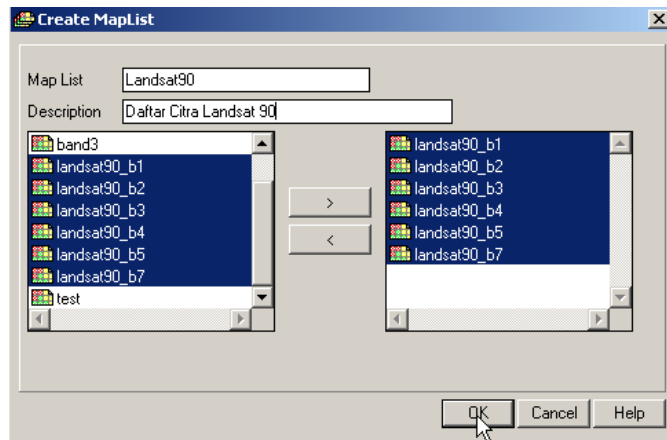 Create MapList
Map List Landsat90
Description Daftar Citra Landsat 90
band3
landsat90_b1
landsat90_b2
landsat90_b3
landsat90_b4
landsat90_b5
landsat90_b7
test
>
<
landsat90_b1
landsat90_b2
landsat90_b3
landsat90_b4
landsat90_b5
landsat90_b7
OK Cancel Help